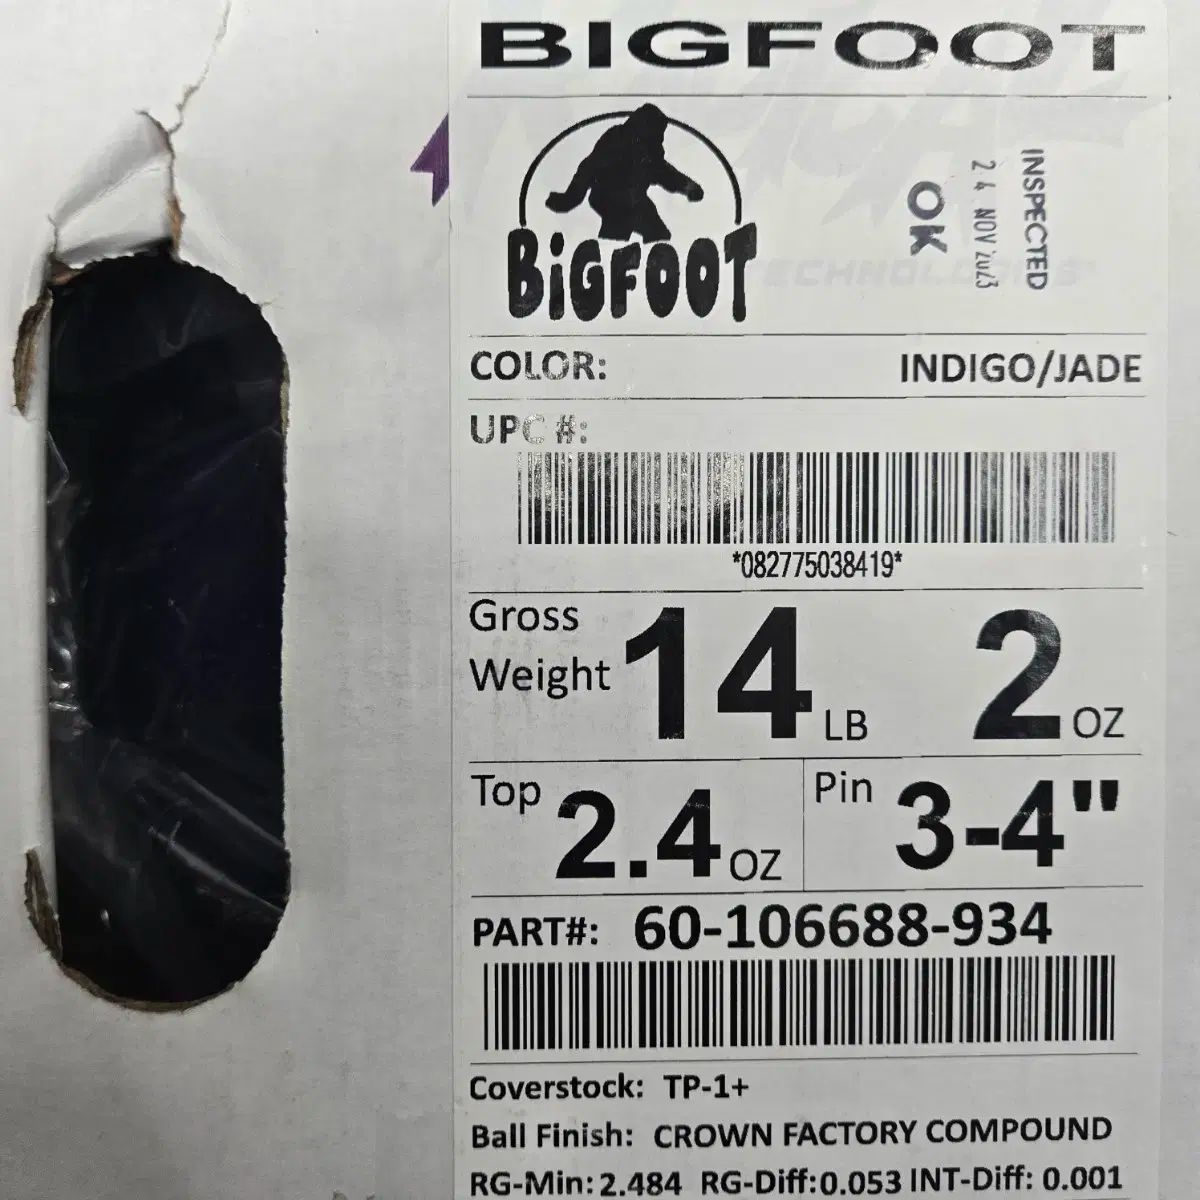 BIGFOOT
BiGFOOT
INSPECTED
24 NOV 2023
OK
TECHNOLOGIES
COLOR: INDIGO/JADE
UPC #:
*082775038419*
Gross Weight 14 LB 2 OZ
Top 2.4 OZ Pin 3-4"
PART#: 60-106688-934
Coverstock: TP-1+
Ball Finish: CROWN FACTORY COMPOUND
RG-Min: 2.484 RG-Diff: 0.053 INT-Diff: 0.001